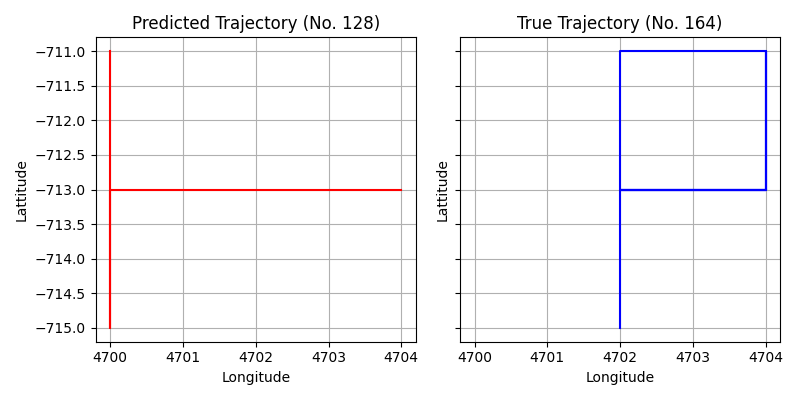 Predicted Trajectory (No. 128)
True Trajectory (No. 164)
−711.0
−711.5
−712.0
−712.5
−713.0
−713.5
−714.0
−714.5
−715.0
Lattitude
Lattitude
4700 4701 4702 4703 4704
4700 4701 4702 4703 4704
Longitude
Longitude